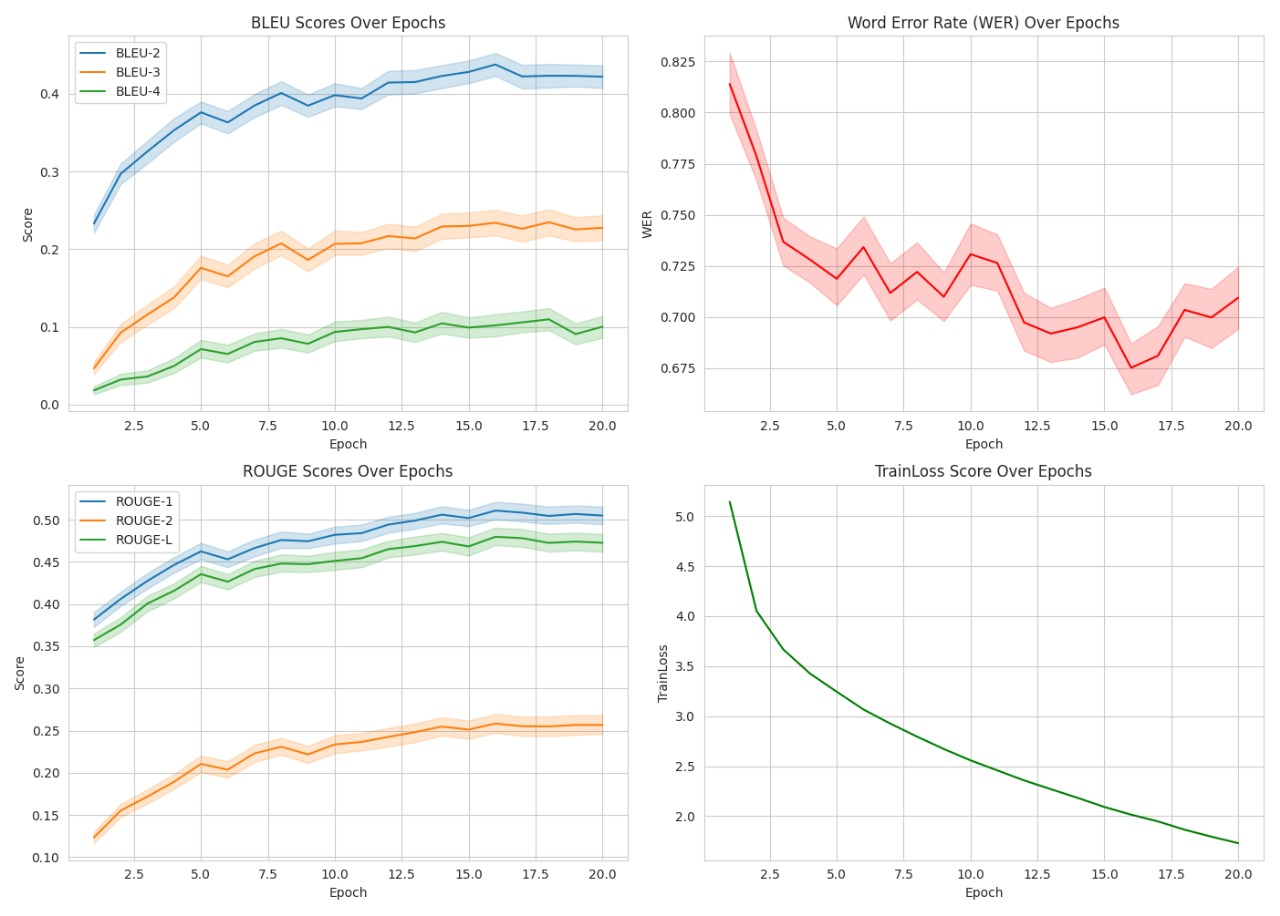 BLEU Scores Over Epochs
BLEU-2
BLEU-3
BLEU-4
0.4
0.3
0.2
0.1
0.0
Score
2.5 5.0 7.5 10.0 12.5 15.0 17.5 20.0
Epoch
Word Error Rate (WER) Over Epochs
0.825
0.800
0.775
0.750
0.725
0.700
0.675
WER
2.5 5.0 7.5 10.0 12.5 15.0 17.5 20.0
Epoch
ROUGE Scores Over Epochs
ROUGE-1
ROUGE-2
ROUGE-L
0.50
0.45
0.40
0.35
0.30
0.25
0.20
0.15
0.10
Score
2.5 5.0 7.5 10.0 12.5 15.0 17.5 20.0
Epoch
TrainLoss Score Over Epochs
5.0
4.5
4.0
3.5
3.0
2.5
2.0
TrainLoss
2.5 5.0 7.5 10.0 12.5 15.0 17.5 20.0
Epoch